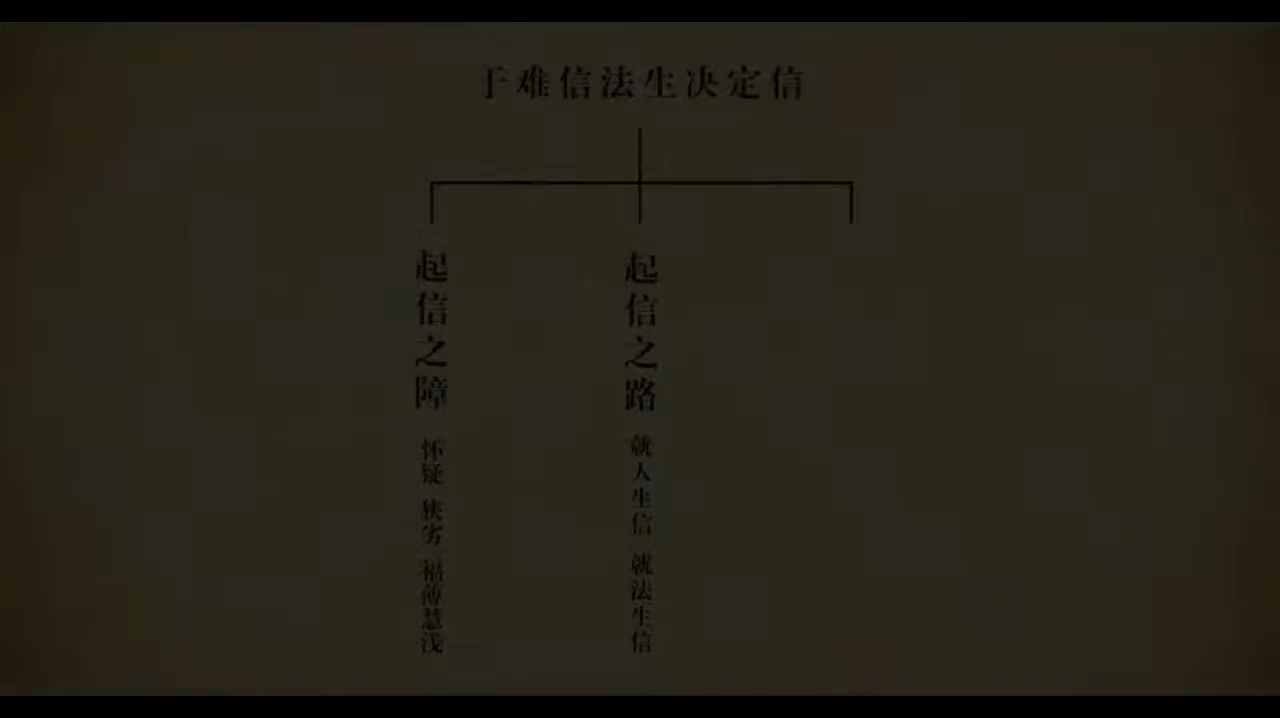 于难信法生决定信
起信之障
怀疑 狭劣 福薄慧浅
起信之路
就人生信 就法生信